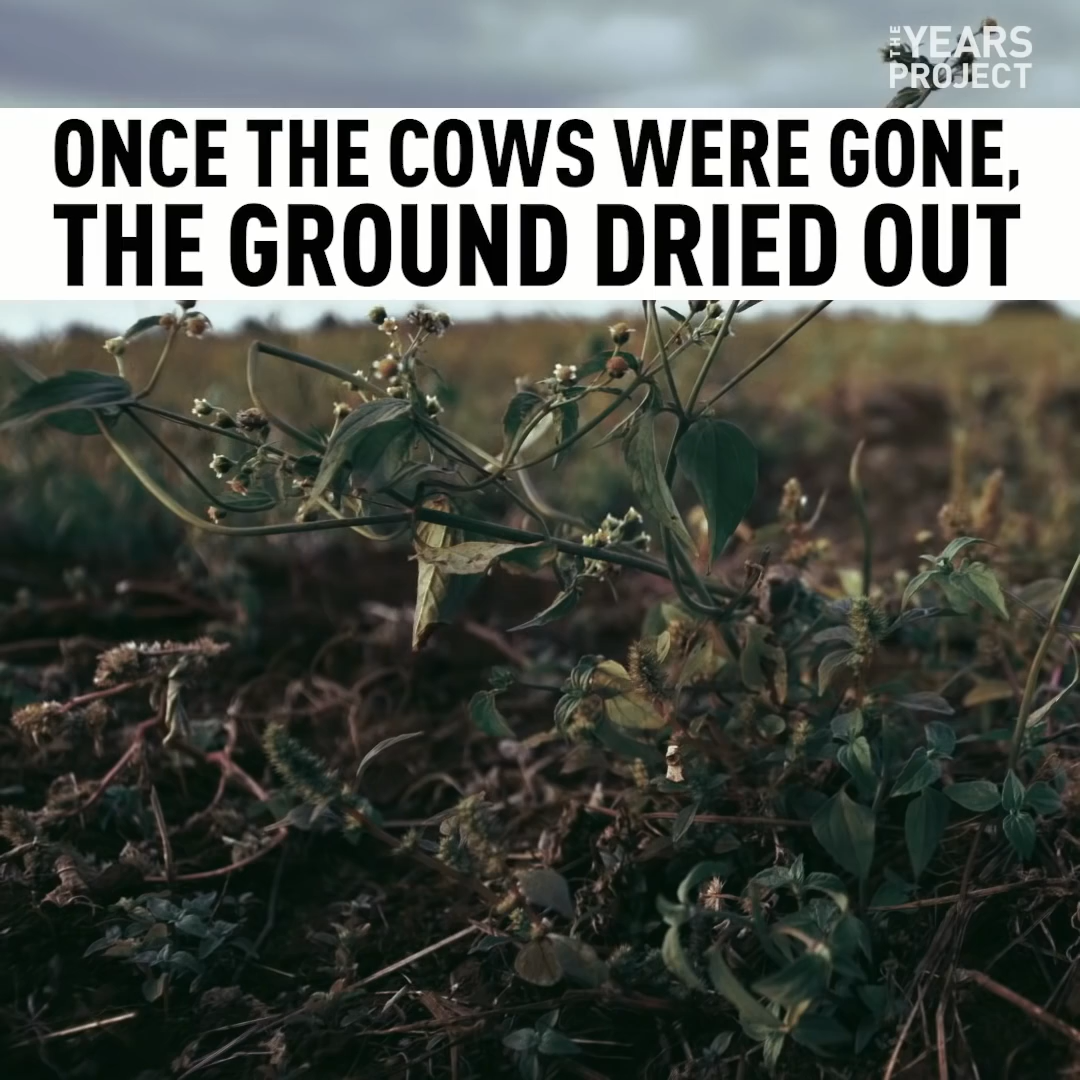 THE YEARS
PROJECT
ONCE THE COWS WERE GONE,
THE GROUND DRIED OUT